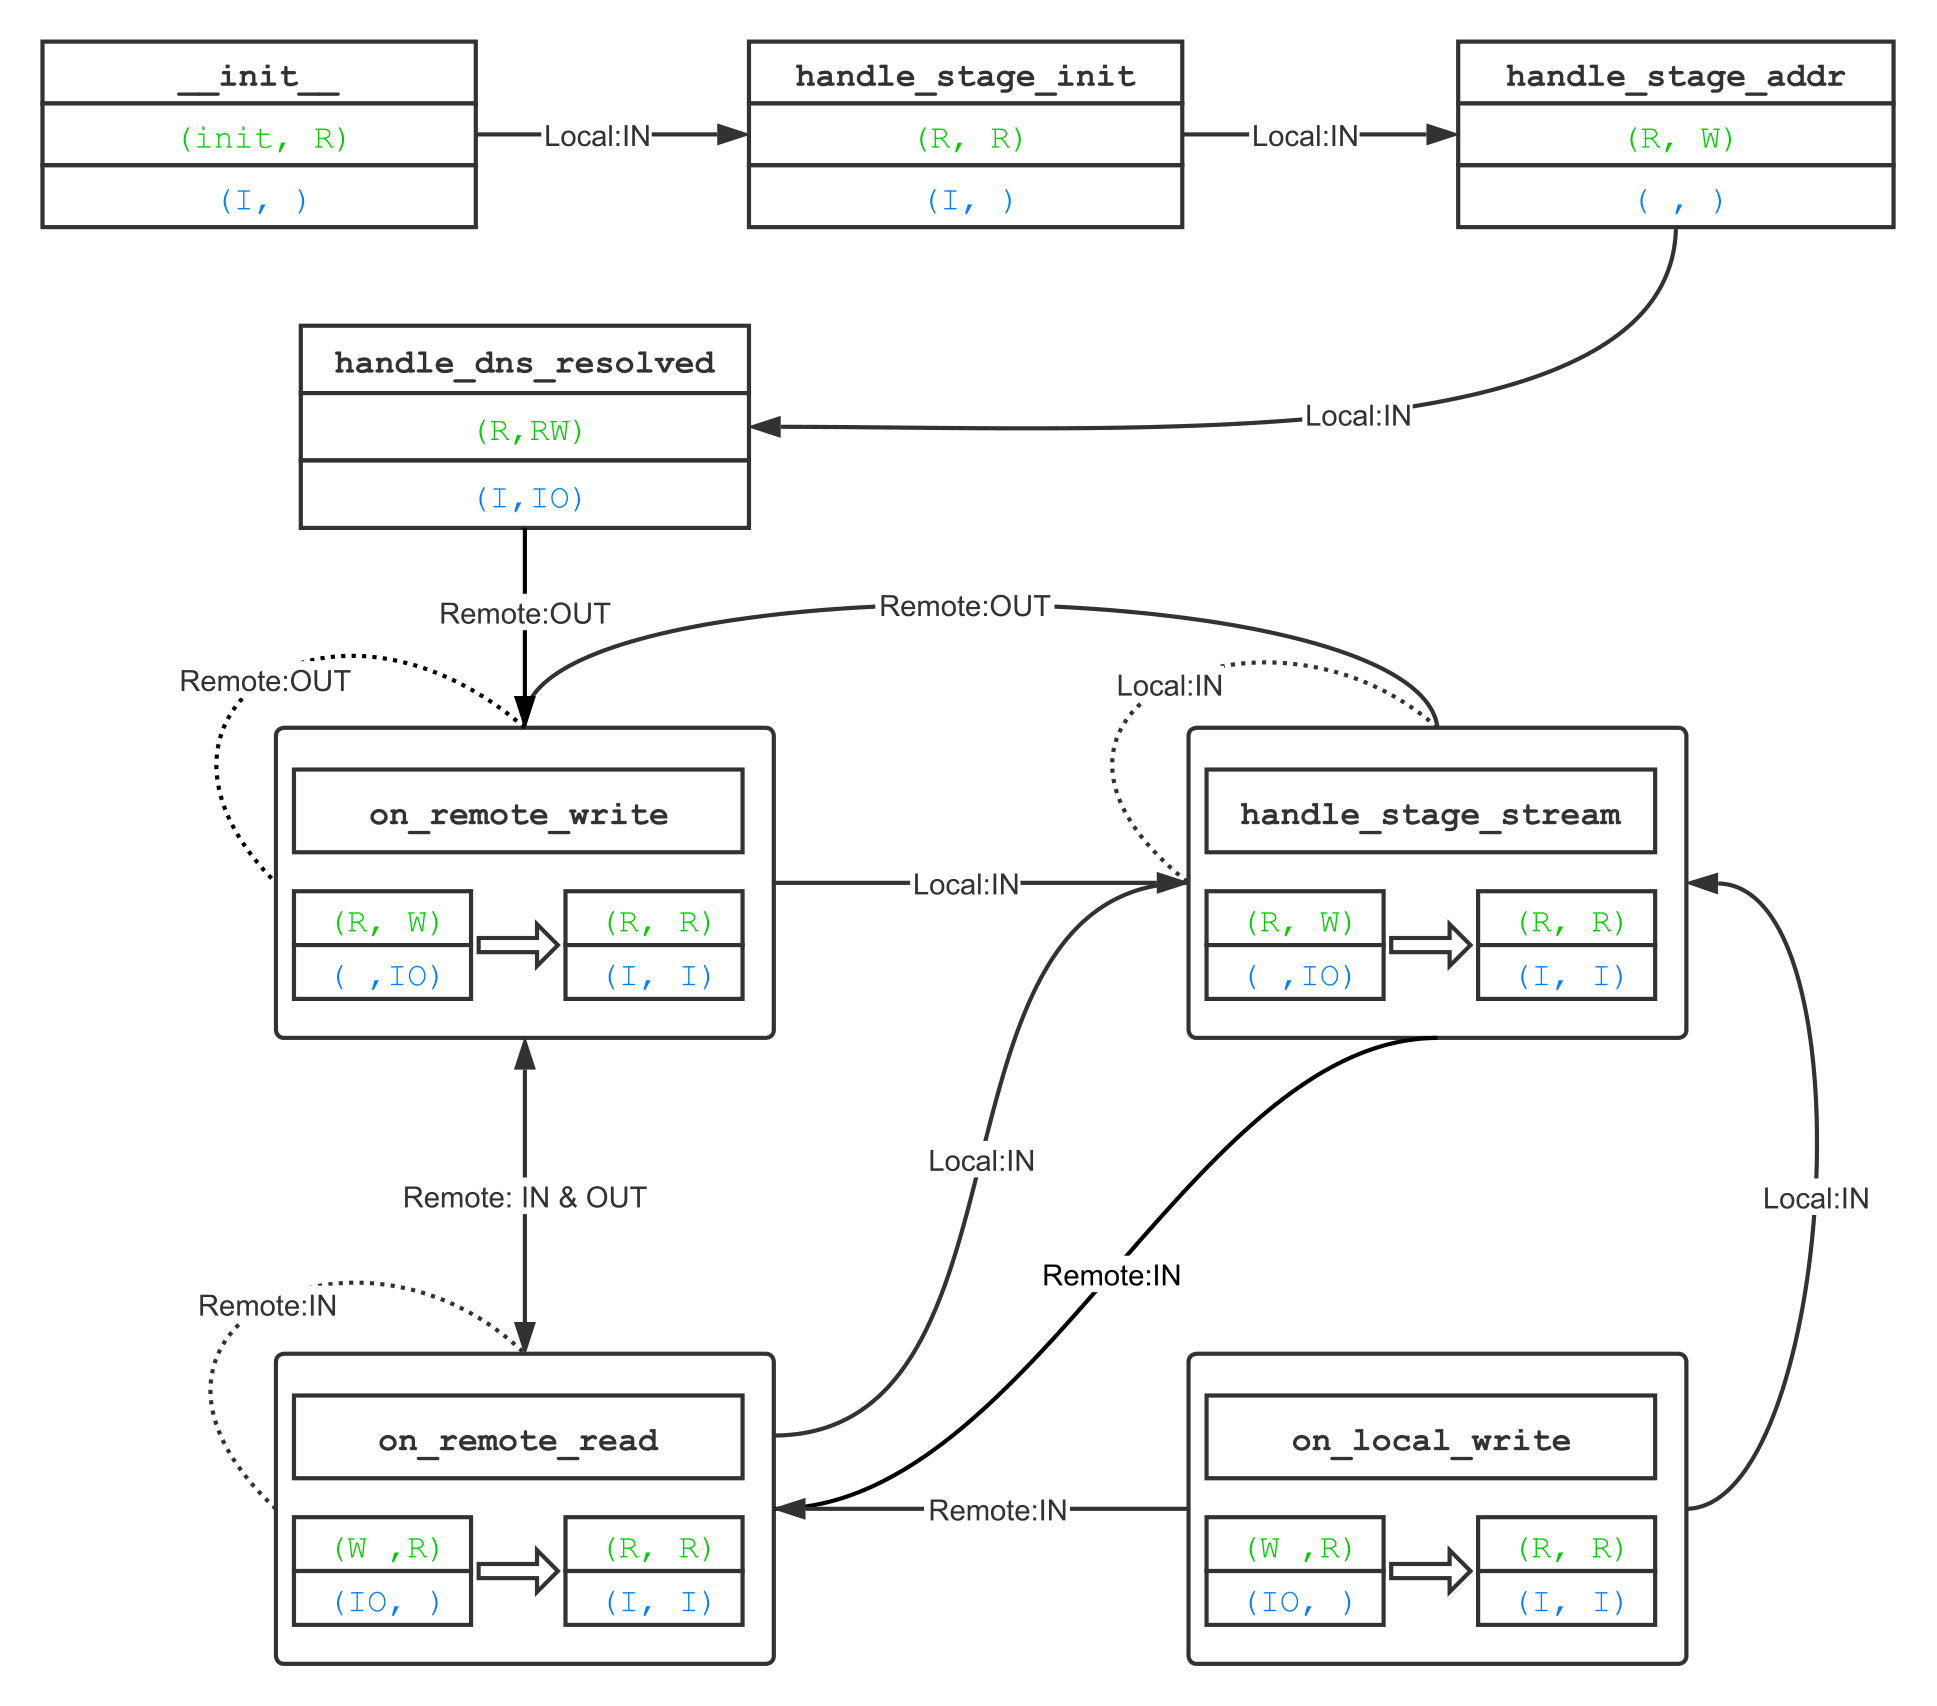 __init__
(init, R)
(I, )
Local:IN
handle_stage_init
(R, R)
(I, )
Local:IN
handle_stage_addr
(R, W)
( , )
Local:IN
handle_dns_resolved
(R,RW)
(I,IO)
Remote:OUT
Remote:OUT
Remote:OUT
Local:IN
on_remote_write
(R, W)
( ,IO)
(R, R)
(I, I)
Local:IN
handle_stage_stream
(R, W)
( ,IO)
(R, R)
(I, I)
Local:IN
Remote: IN & OUT
Local:IN
Remote:IN
Remote:IN
on_remote_read
(W ,R)
(IO, )
(R, R)
(I, I)
Remote:IN
on_local_write
(W ,R)
(IO, )
(R, R)
(I, I)